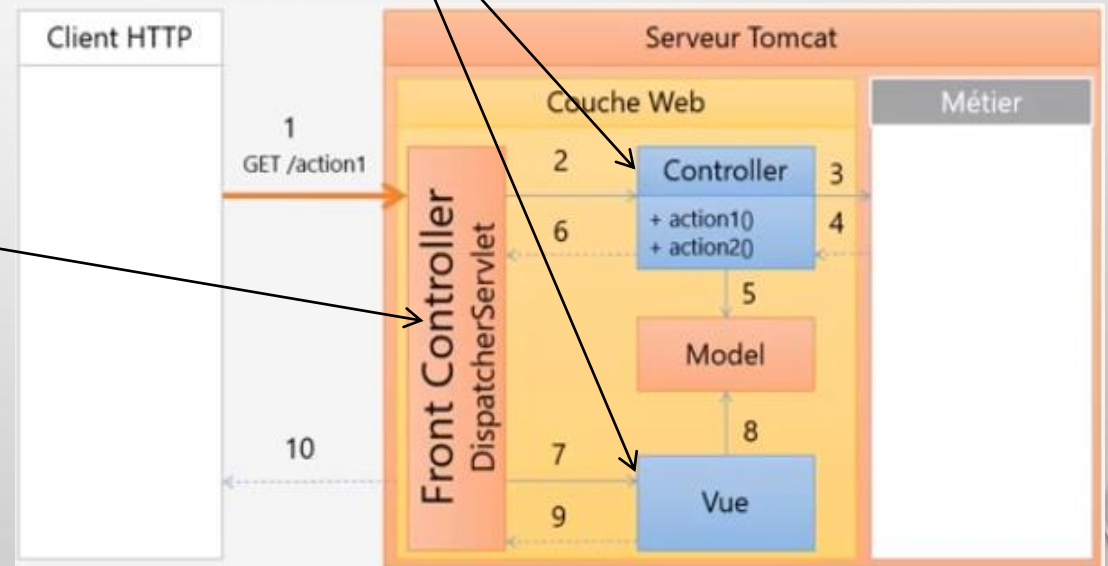 Client HTTP
Serveur Tomcat
Couche Web
Métier
1
GET /action1
2
Controller
3
+ action1()
+ action2()
4
6
Front Controller
DispatcherServlet
5
Model
8
10
7
Vue
9